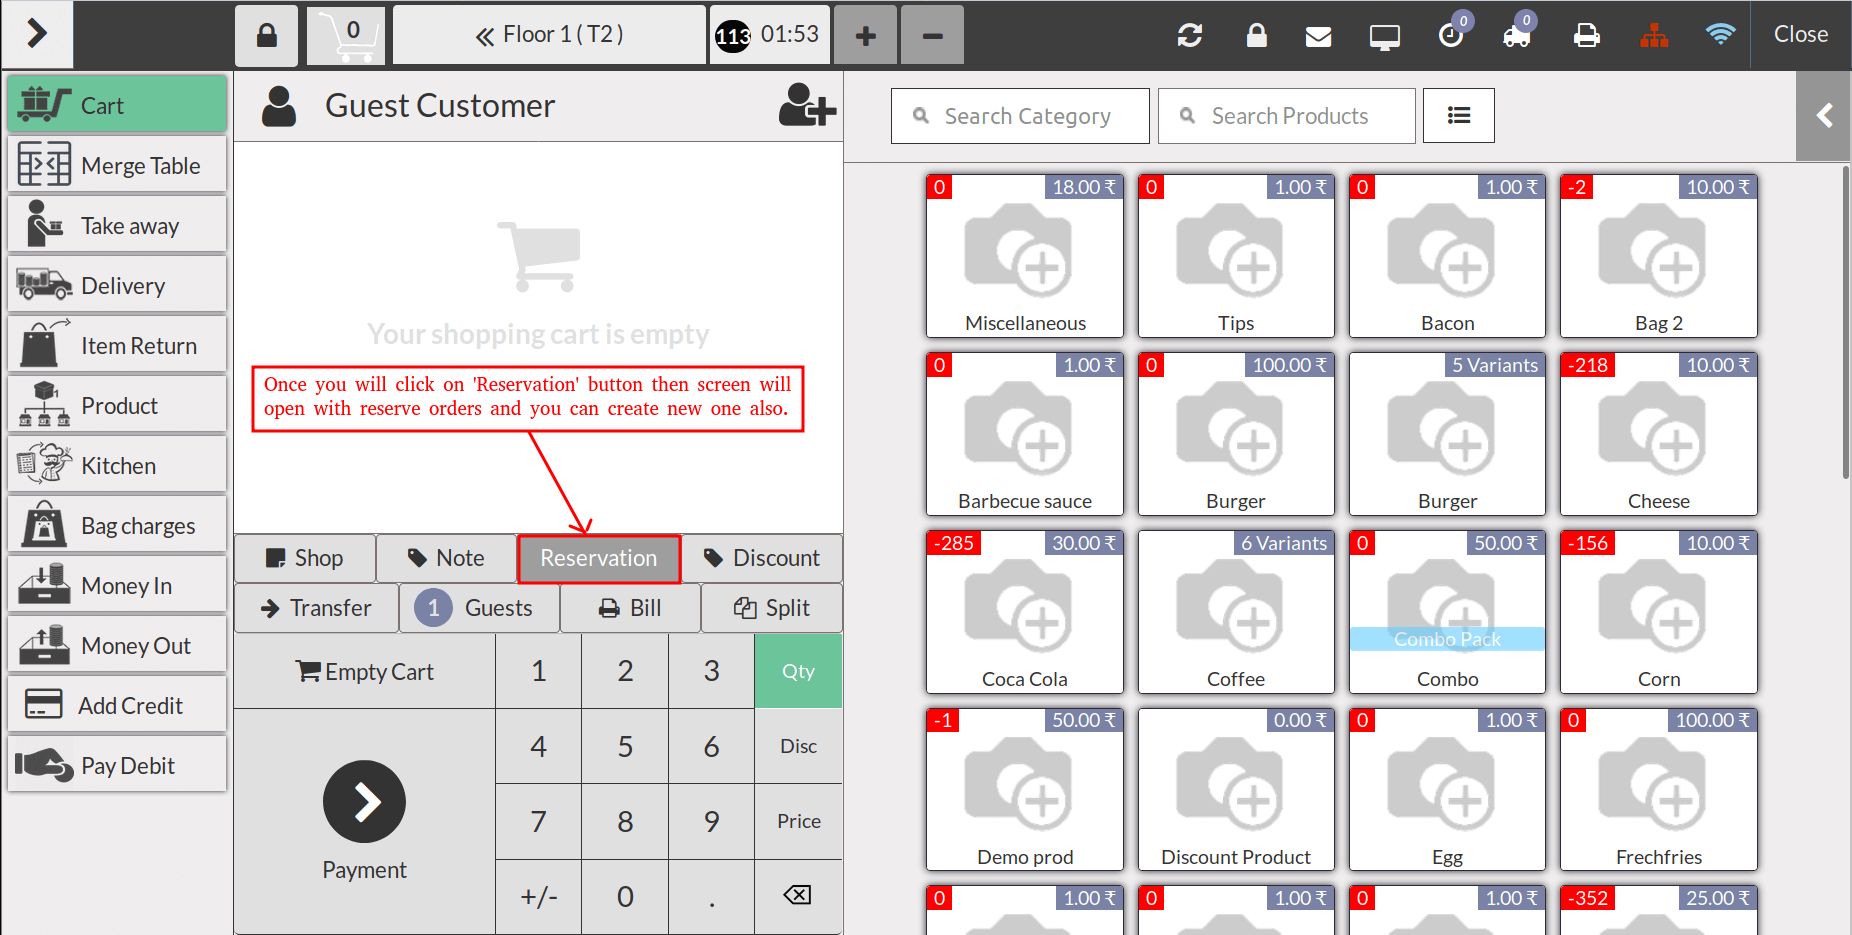 0
Floor 1 ( T2 )
113 01:53
+
−
0
0
Close
Cart
Merge Table
Take away
Delivery
Item Return
Product
Kitchen
Bag charges
Money In
Money Out
Add Credit
Pay Debit
Guest Customer
Your shopping cart is empty
Once you will click on 'Reservation' button then screen will
open with reserve orders and you can create new one also.
Shop Note Reservation Discount
Transfer 1 Guests Bill Split
Empty Cart 1 2 3 Qty
4 5 6 Disc
7 8 9 Price
Payment
+/- 0 .
Search Category Search Products
0 18.00 ₹ 0 1.00 ₹ 0 1.00 ₹ -2 10.00 ₹
Miscellaneous Tips Bacon Bag 2
0 1.00 ₹ 0 100.00 ₹ 5 Variants -218 10.00 ₹
Barbecue sauce Burger Burger Cheese
-285 30.00 ₹ 6 Variants 0 50.00 ₹ -156 10.00 ₹
Combo Pack
Coca Cola Coffee Combo Corn
-1 50.00 ₹ 0.00 ₹ 0 1.00 ₹ 0 100.00 ₹
Demo prod Discount Product Egg Frechfries
0 1.00 ₹ 0 1.00 ₹ 0 1.00 ₹ -352 25.00 ₹